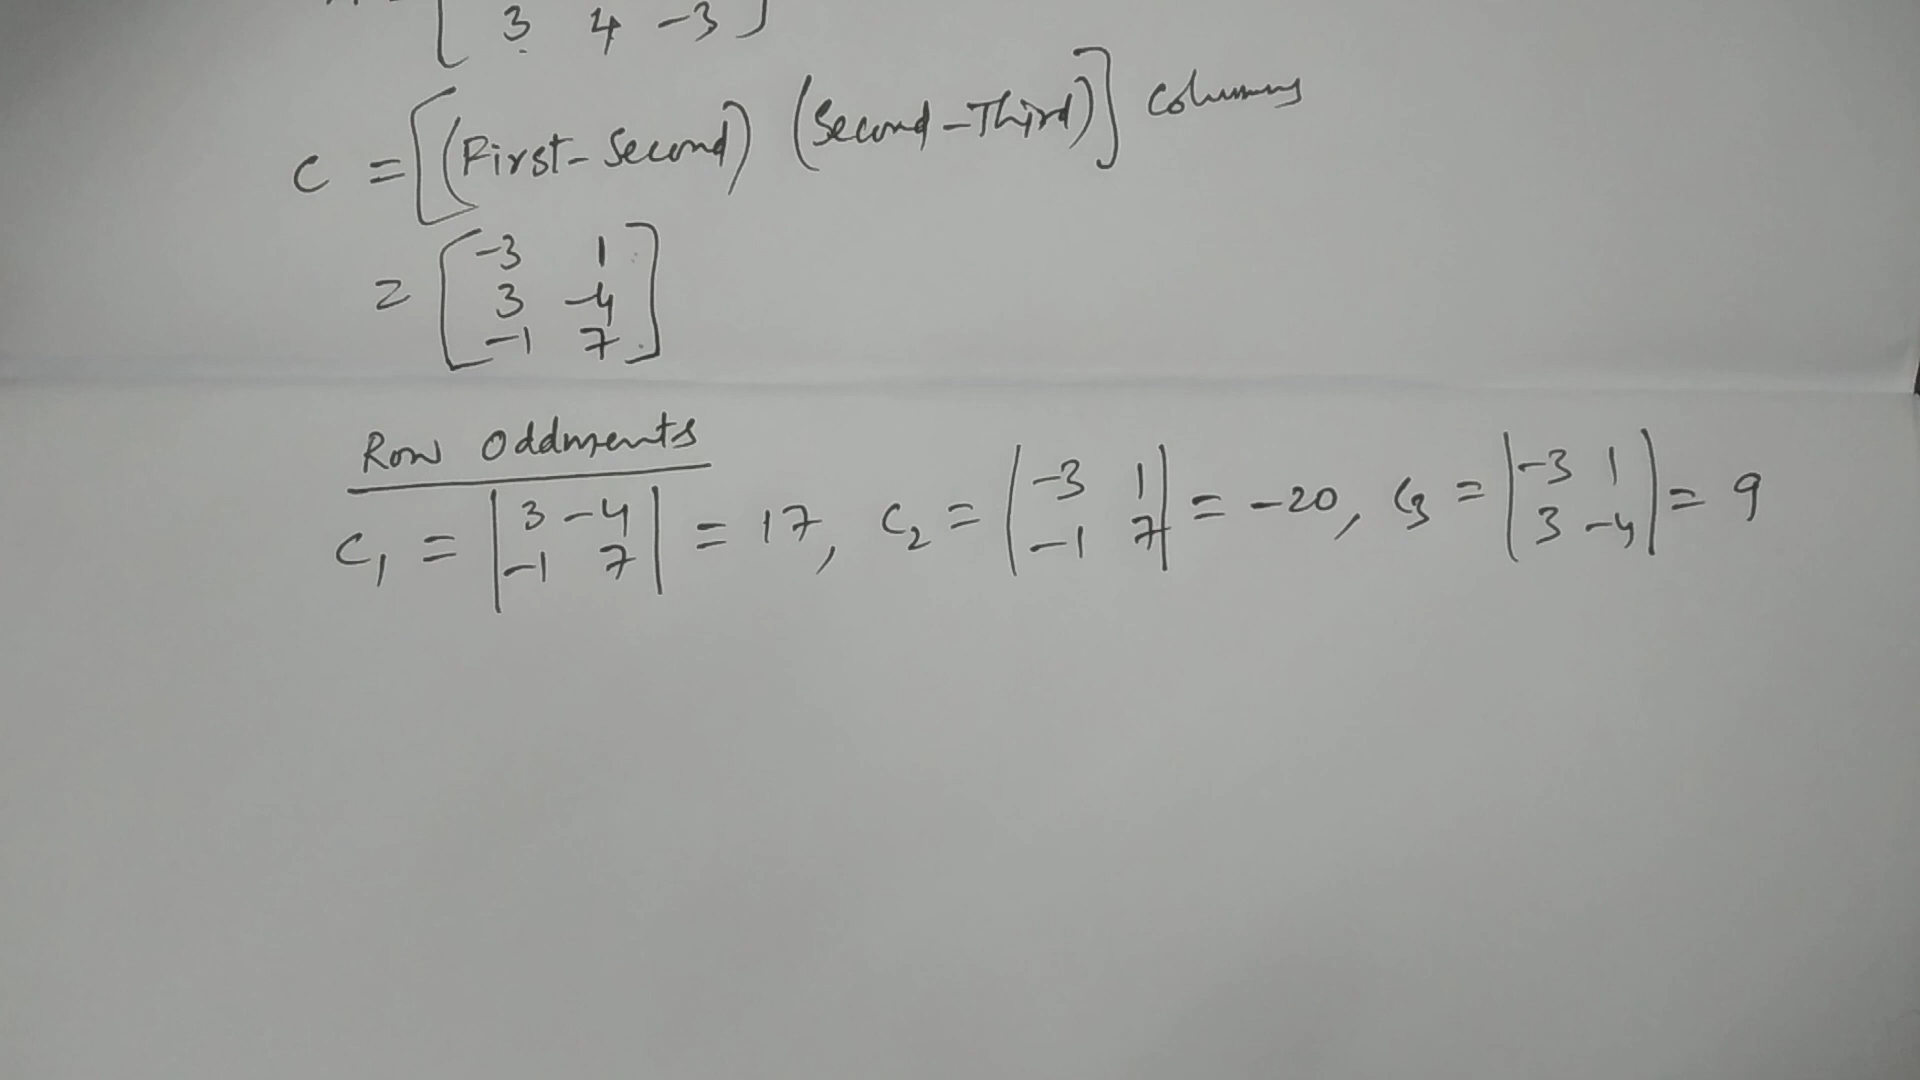 [ 3 4 -3 ]
C = [(First-Second) (Second-Third)] columns
= [ -3 1
3 -4
-1 7 ]
Row Oddments
C₁ = | 3 -4 | = 17, C₂ = | -3 1 | = -20, C₃ = | -3 1 | = 9
| -1 7 | | -1 7 | | 3 -4 |